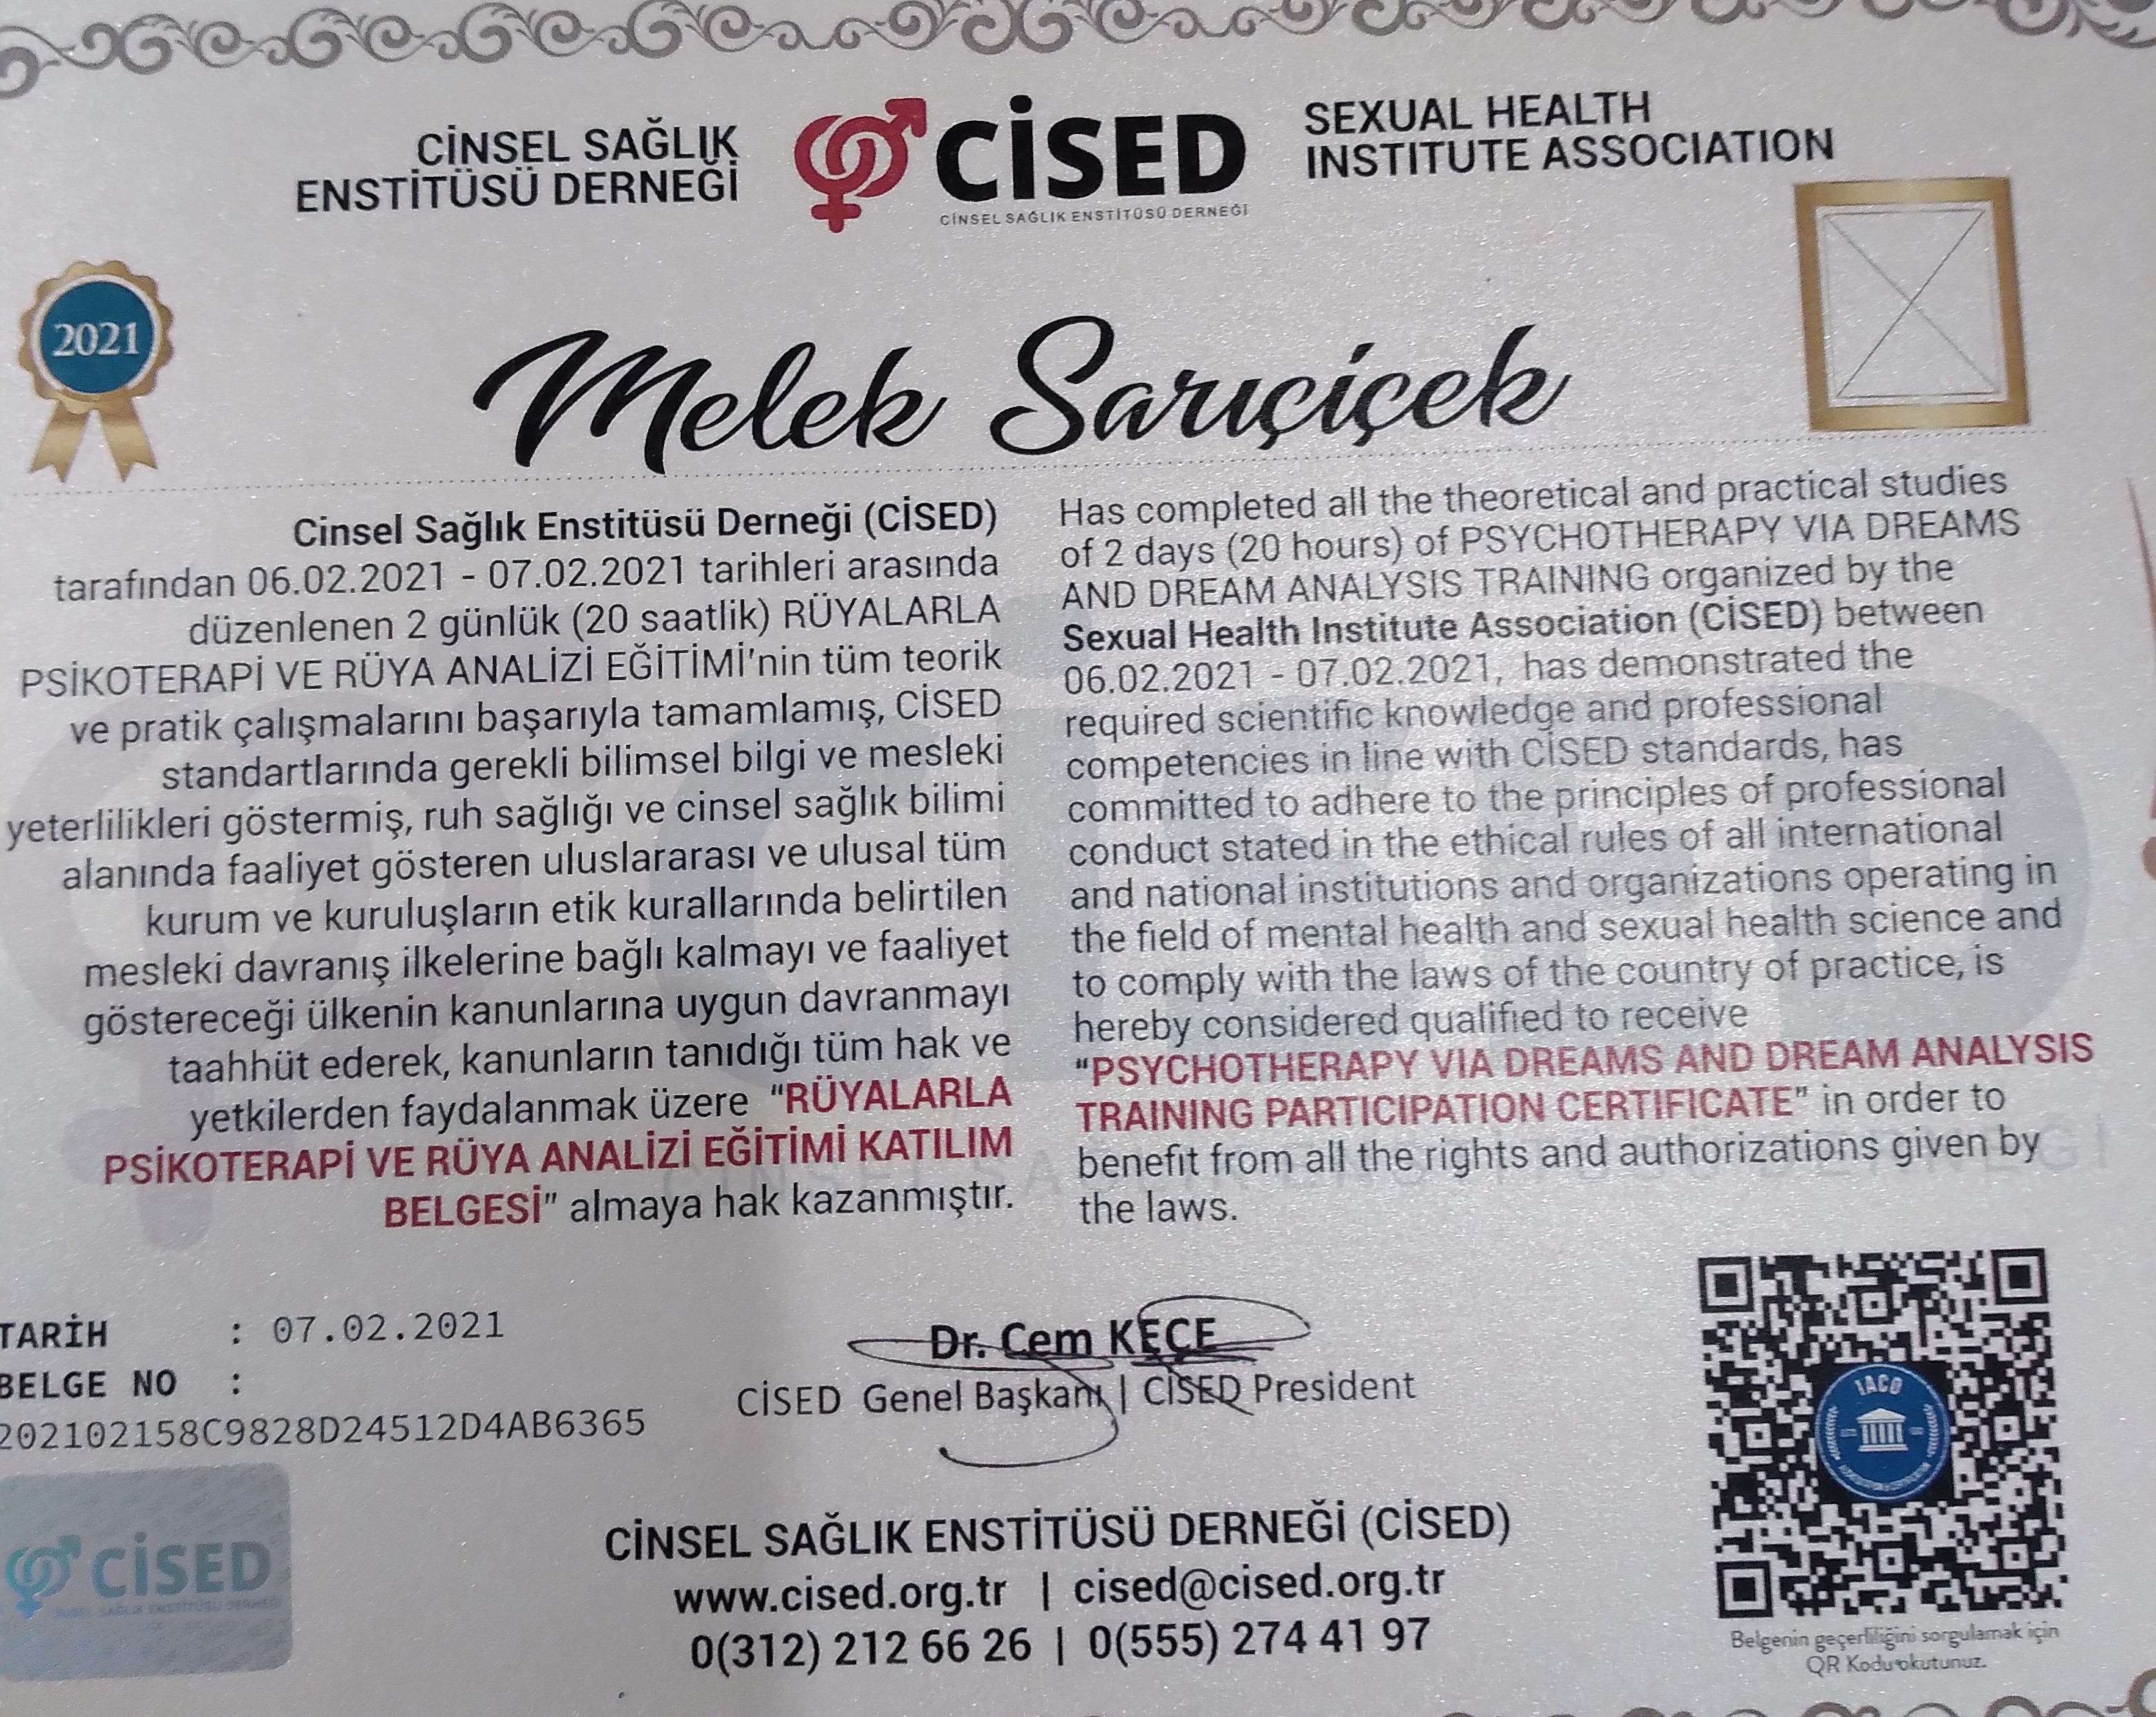 CİNSEL SAĞLIK
ENSTİTÜSÜ DERNEĞİ
CİSED
CİNSEL SAĞLIK ENSTİTÜSÜ DERNEĞİ
SEXUAL HEALTH
INSTITUTE ASSOCIATION
2021
Melek Sarıçiçek
Cinsel Sağlık Enstitüsü Derneği (CİSED)
tarafından 06.02.2021 - 07.02.2021 tarihleri arasında
düzenlenen 2 günlük (20 saatlik) RÜYALARLA
PSİKOTERAPİ VE RÜYA ANALİZİ EĞİTİMİ'nin tüm teorik
ve pratik çalışmalarını başarıyla tamamlamış, CİSED
standartlarında gerekli bilimsel bilgi ve mesleki
yeterlilikleri göstermiş, ruh sağlığı ve cinsel sağlık bilimi
alanında faaliyet gösteren uluslararası ve ulusal tüm
kurum ve kuruluşların etik kurallarında belirtilen
mesleki davranış ilkelerine bağlı kalmayı ve faaliyet
göstereceği ülkenin kanunlarına uygun davranmayı
taahhüt ederek, kanunların tanıdığı tüm hak ve
yetkilerden faydalanmak üzere "RÜYALARLA
PSİKOTERAPİ VE RÜYA ANALİZİ EĞİTİMİ KATILIM
BELGESİ" almaya hak kazanmıştır.
Has completed all the theoretical and practical studies
of 2 days (20 hours) of PSYCHOTHERAPY VIA DREAMS
AND DREAM ANALYSIS TRAINING organized by the
Sexual Health Institute Association (CİSED) between
06.02.2021 - 07.02.2021, has demonstrated the
required scientific knowledge and professional
competencies in line with CİSED standards, has
committed to adhere to the principles of professional
conduct stated in the ethical rules of all international
and national institutions and organizations operating in
the field of mental health and sexual health science and
to comply with the laws of the country of practice, is
hereby considered qualified to receive
"PSYCHOTHERAPY VIA DREAMS AND DREAM ANALYSIS
TRAINING PARTICIPATION CERTIFICATE" in order to
benefit from all the rights and authorizations given by
the laws.
TARİH : 07.02.2021
BELGE NO :
202102158C9828D24512D4AB6365
Dr. Cem KEÇE
CİSED Genel Başkanı | CİSED President
IACO
CİSED
CİNSEL SAĞLIK ENSTİTÜSÜ DERNEĞİ
CİNSEL SAĞLIK ENSTİTÜSÜ DERNEĞİ (CİSED)
www.cised.org.tr | cised@cised.org.tr
0(312) 212 66 26 | 0(555) 274 41 97
Belgenin geçerliliğini sorgulamak için
QR Kodu okutunuz.